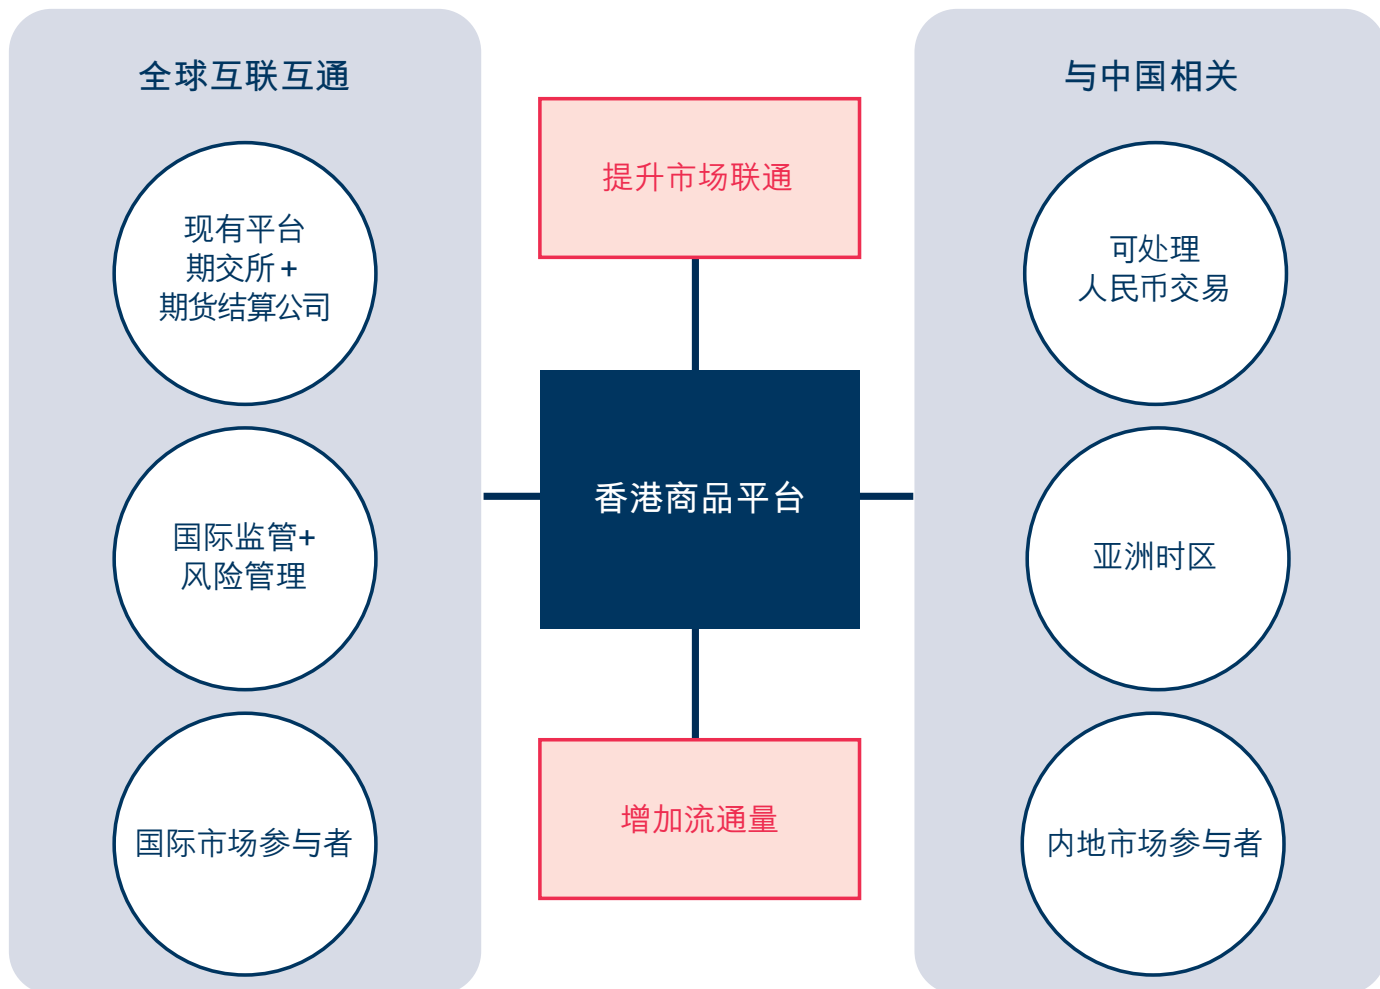 全球互联互通
现有平台
期交所+
期货结算公司
国际监管+
风险管理
国际市场参与者
提升市场联通
香港商品平台
增加流通量
与中国相关
可处理
人民币交易
亚洲时区
内地市场参与者